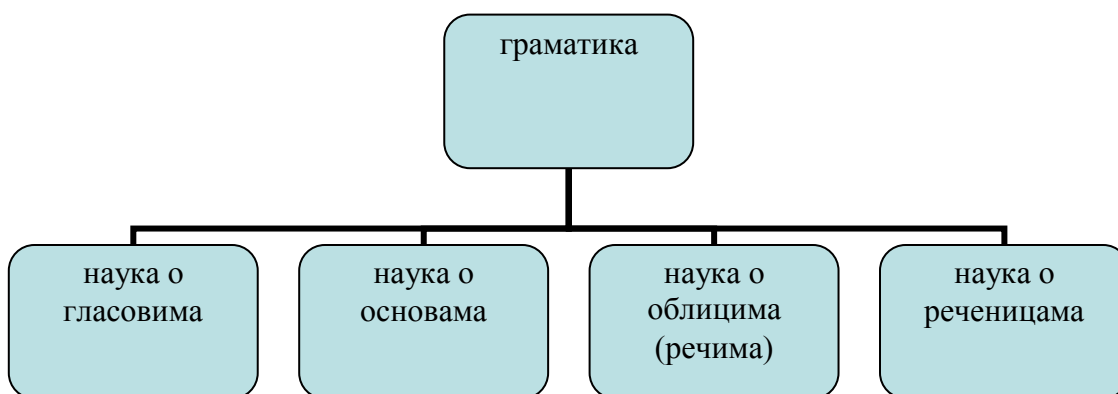 граматика
наука о
гласовима
наука о
основама
наука о
облицима
(речима)
наука о
реченицама